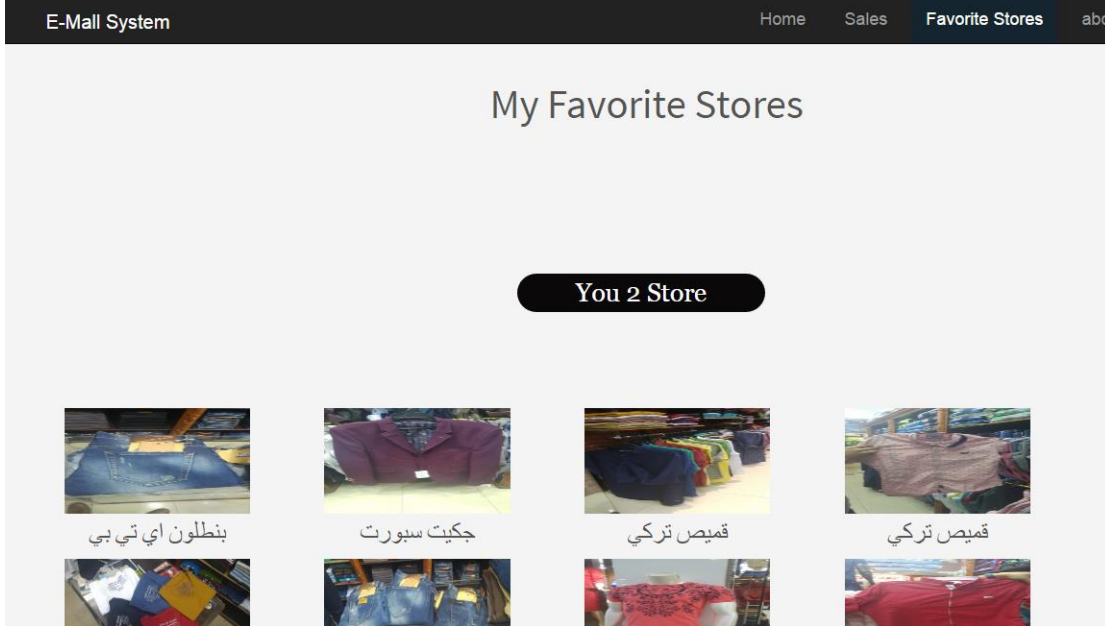 E-Mall System Home Sales Favorite Stores abo
My Favorite Stores
You 2 Store
بنطلون اي تي بي
جكيت سبورت
قميص تركي
قميص تركي